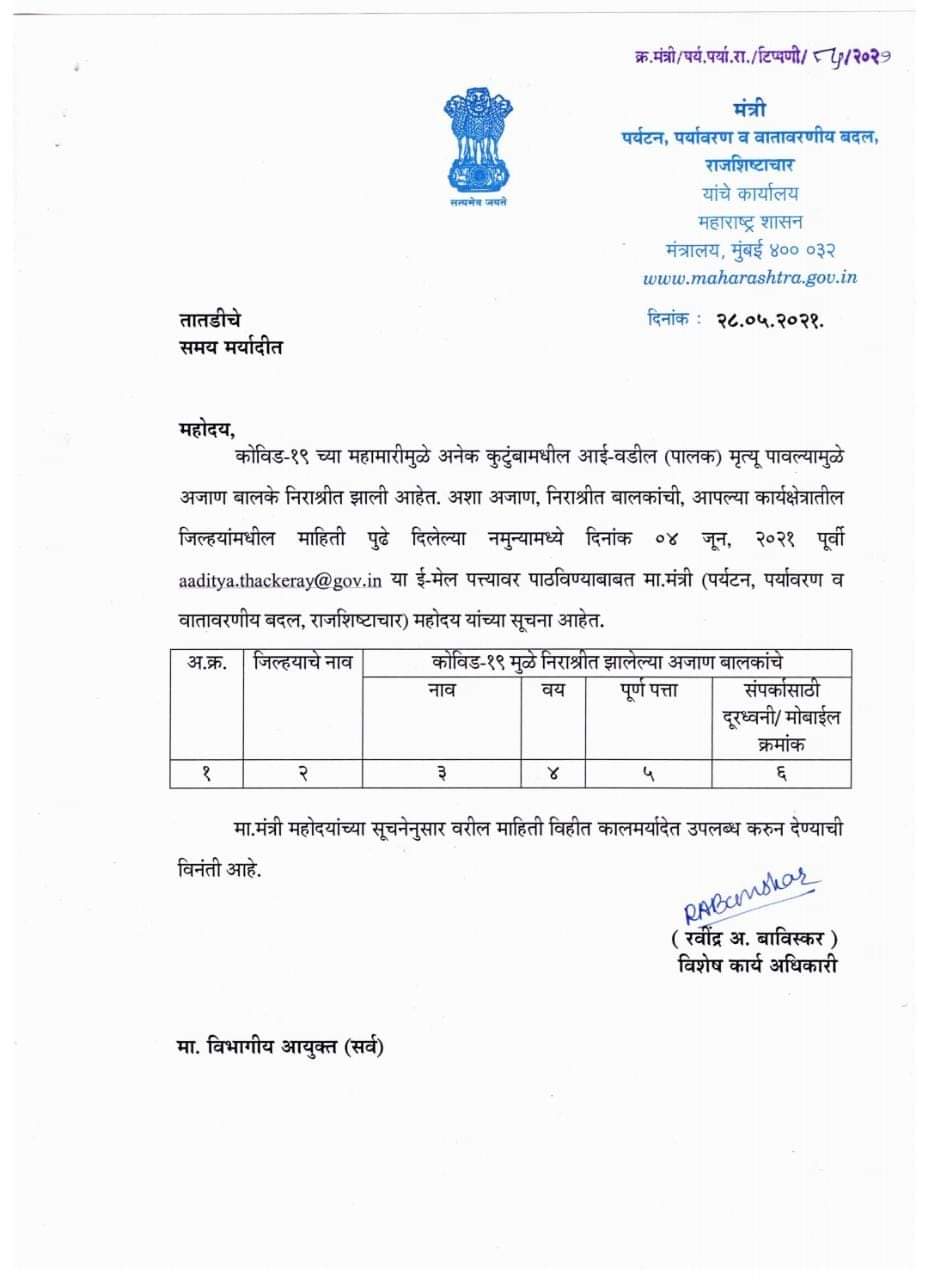 क्र.मंत्री/पर्य.पर्या.रा./टिप्पणी/ /२०२१
सत्यमेव जयते
मंत्री
पर्यटन, पर्यावरण व वातावरणीय बदल,
राजशिष्टाचार
यांचे कार्यालय
महाराष्ट्र शासन
मंत्रालय, मुंबई ४०० ०३२
www.maharashtra.gov.in
दिनांक : २८.०५.२०२१.
तातडीचे
समय मर्यादीत
महोदय,
कोविड-१९ च्या महामारीमुळे अनेक कुटुंबामधील आई-वडील (पालक) मृत्यू पावल्यामुळे
अजाण बालके निराश्रीत झाली आहेत. अशा अजाण, निराश्रीत बालकांची, आपल्या कार्यक्षेत्रातील
जिल्हयांमधील माहिती पुढे दिलेल्या नमुन्यामध्ये दिनांक ०४ जून, २०२१ पूर्वी
aaditya.thackeray@gov.in या ई-मेल पत्त्यावर पाठविण्याबाबत मा.मंत्री (पर्यटन, पर्यावरण व
वातावरणीय बदल, राजशिष्टाचार) महोदय यांच्या सूचना आहेत.
अ.क्र. जिल्हयाचे नाव कोविड-१९ मुळे निराश्रीत झालेल्या अजाण बालकांचे
नाव वय पूर्ण पत्ता संपर्कासाठी
दूरध्वनी/ मोबाईल
क्रमांक
१ २ ३ ४ ५ ६
मा.मंत्री महोदयांच्या सूचनेनुसार वरील माहिती विहीत कालमर्यादेत उपलब्ध करुन देण्याची
विनंती आहे.
( रवींद्र अ. बाविस्कर )
विशेष कार्य अधिकारी
मा. विभागीय आयुक्त (सर्व)